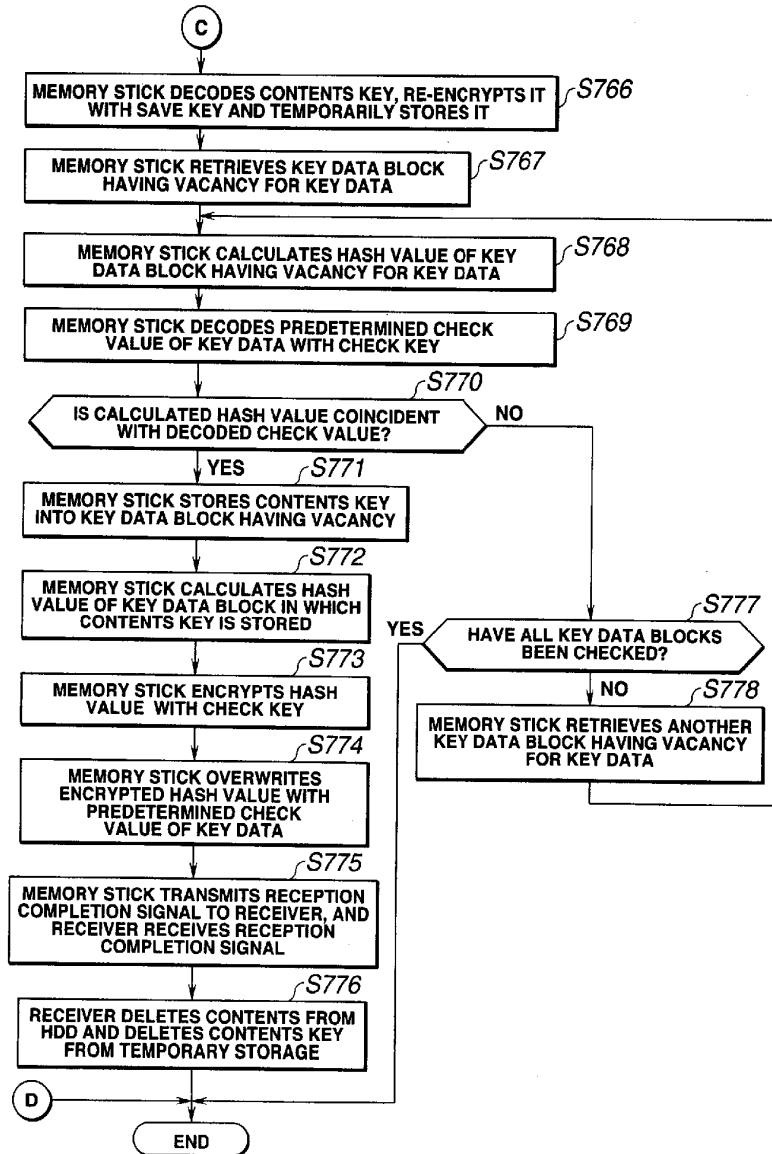 C
MEMORY STICK DECODES CONTENTS KEY, RE-ENCRYPTS IT
WITH SAVE KEY AND TEMPORARILY STORES IT
S766
MEMORY STICK RETRIEVES KEY DATA BLOCK
HAVING VACANCY FOR KEY DATA
S767
MEMORY STICK CALCULATES HASH VALUE OF KEY
DATA BLOCK HAVING VACANCY FOR KEY DATA
S768
MEMORY STICK DECODES PREDETERMINED CHECK
VALUE OF KEY DATA WITH CHECK KEY
S769
S770
IS CALCULATED HASH VALUE COINCIDENT
WITH DECODED CHECK VALUE?
NO
YES
S771
MEMORY STICK STORES CONTENTS KEY
INTO KEY DATA BLOCK HAVING VACANCY
S772
MEMORY STICK CALCULATES HASH
VALUE OF KEY DATA BLOCK IN WHICH
CONTENTS KEY IS STORED
S773
MEMORY STICK ENCRYPTS HASH
VALUE WITH CHECK KEY
S774
MEMORY STICK OVERWRITES
ENCRYPTED HASH VALUE WITH
PREDETERMINED CHECK
VALUE OF KEY DATA
S775
MEMORY STICK TRANSMITS RECEPTION
COMPLETION SIGNAL TO RECEIVER, AND
RECEIVER RECEIVES RECEPTION
COMPLETION SIGNAL
S776
RECEIVER DELETES CONTENTS FROM
HDD AND DELETES CONTENTS KEY
FROM TEMPORARY STORAGE
S777
YES
HAVE ALL KEY DATA BLOCKS
BEEN CHECKED?
NO
S778
MEMORY STICK RETRIEVES ANOTHER
KEY DATA BLOCK HAVING VACANCY
FOR KEY DATA
D
END